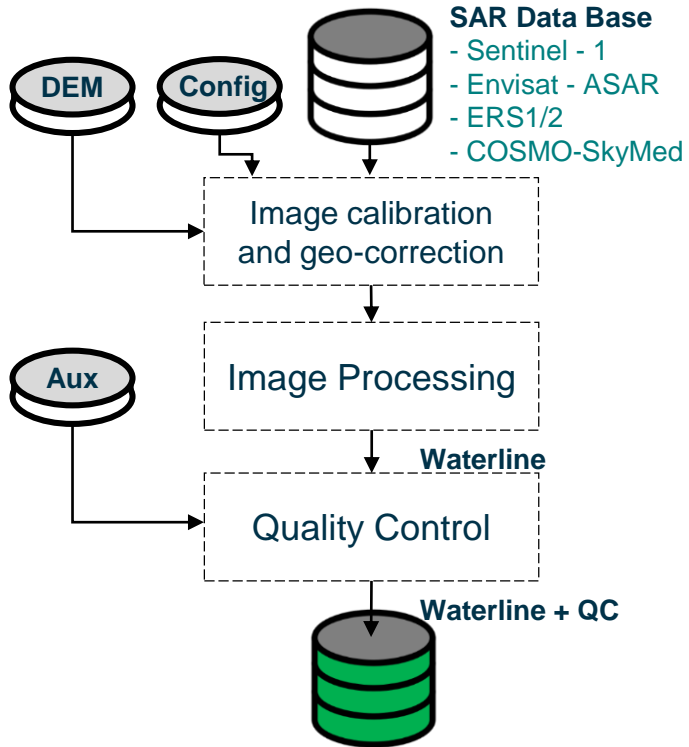 SAR Data Base
- Sentinel - 1
- Envisat - ASAR
- ERS1/2
- COSMO-SkyMed
DEM
Config
Image calibration
and geo-correction
Image Processing
Aux
Waterline
Quality Control
Waterline + QC